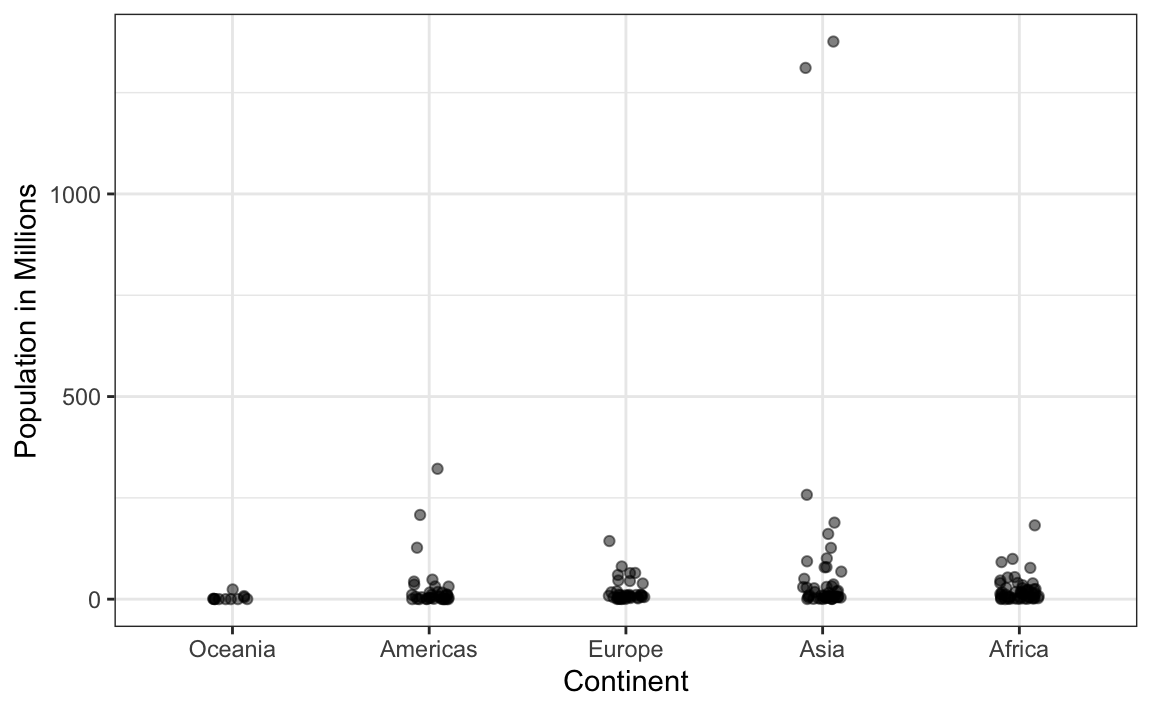 Population in Millions
1000
500
0
Oceania Americas Europe Asia Africa
Continent